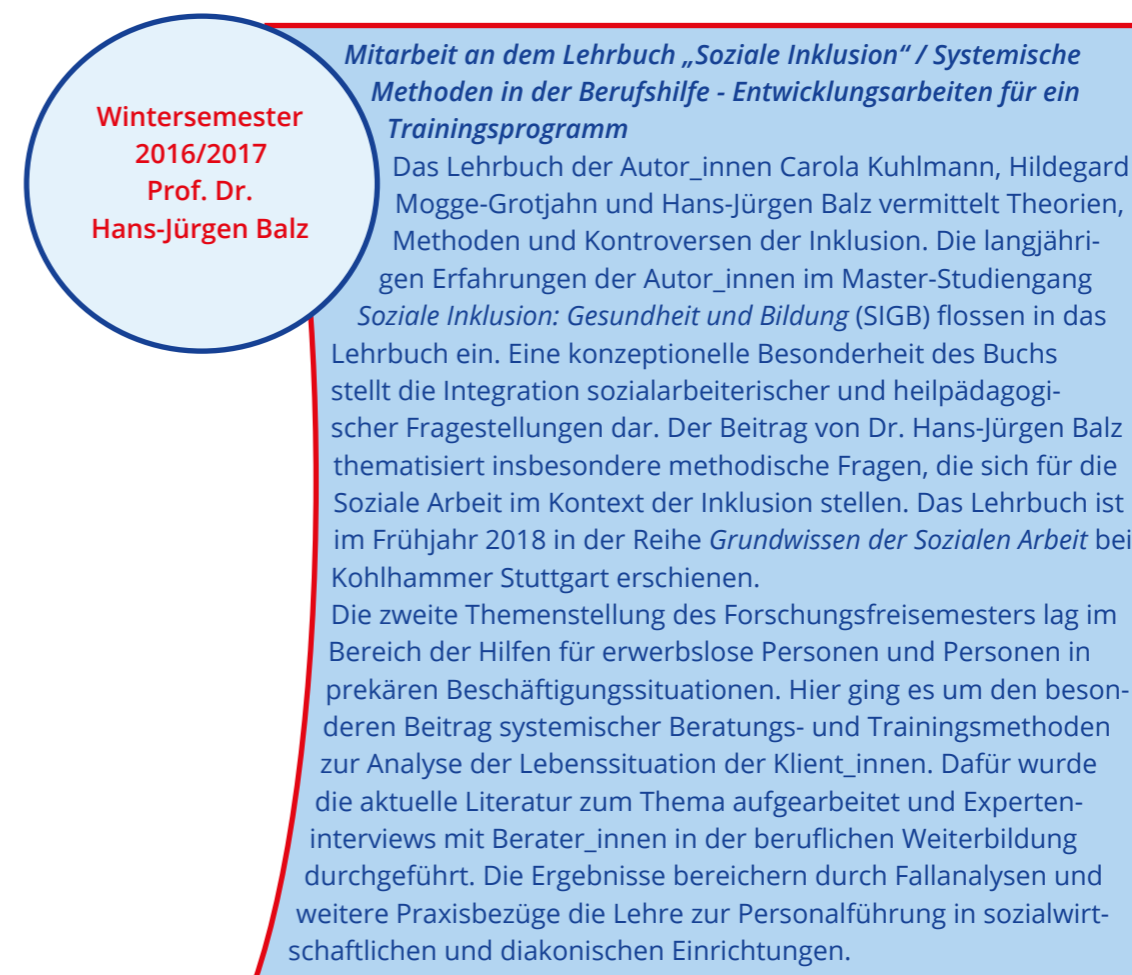 Wintersemester
2016/2017
Prof. Dr.
Hans-Jürgen Balz
Mitarbeit an dem Lehrbuch „Soziale Inklusion“ / Systemische
Methoden in der Berufshilfe - Entwicklungsarbeiten für ein
Trainingsprogramm
Das Lehrbuch der Autor_innen Carola Kuhlmann, Hildegard
Mogge-Grotjahn und Hans-Jürgen Balz vermittelt Theorien,
Methoden und Kontroversen der Inklusion. Die langjähri-
gen Erfahrungen der Autor_innen im Master-Studiengang
Soziale Inklusion: Gesundheit und Bildung (SIGB) flossen in das
Lehrbuch ein. Eine konzeptionelle Besonderheit des Buchs
stellt die Integration sozialarbeiterischer und heilpädagogi-
scher Fragestellungen dar. Der Beitrag von Dr. Hans-Jürgen Balz
thematisiert insbesondere methodische Fragen, die sich für die
Soziale Arbeit im Kontext der Inklusion stellen. Das Lehrbuch ist
im Frühjahr 2018 in der Reihe Grundwissen der Sozialen Arbeit bei
Kohlhammer Stuttgart erschienen.
Die zweite Themenstellung des Forschungsfreisemesters lag im
Bereich der Hilfen für erwerbslose Personen und Personen in
prekären Beschäftigungssituationen. Hier ging es um den beson-
deren Beitrag systemischer Beratungs- und Trainingsmethoden
zur Analyse der Lebenssituation der Klient_innen. Dafür wurde
die aktuelle Literatur zum Thema aufgearbeitet und Experten-
interviews mit Berater_innen in der beruflichen Weiterbildung
durchgeführt. Die Ergebnisse bereichern durch Fallanalysen und
weitere Praxisbezüge die Lehre zur Personalführung in sozialwirt-
schaftlichen und diakonischen Einrichtungen.